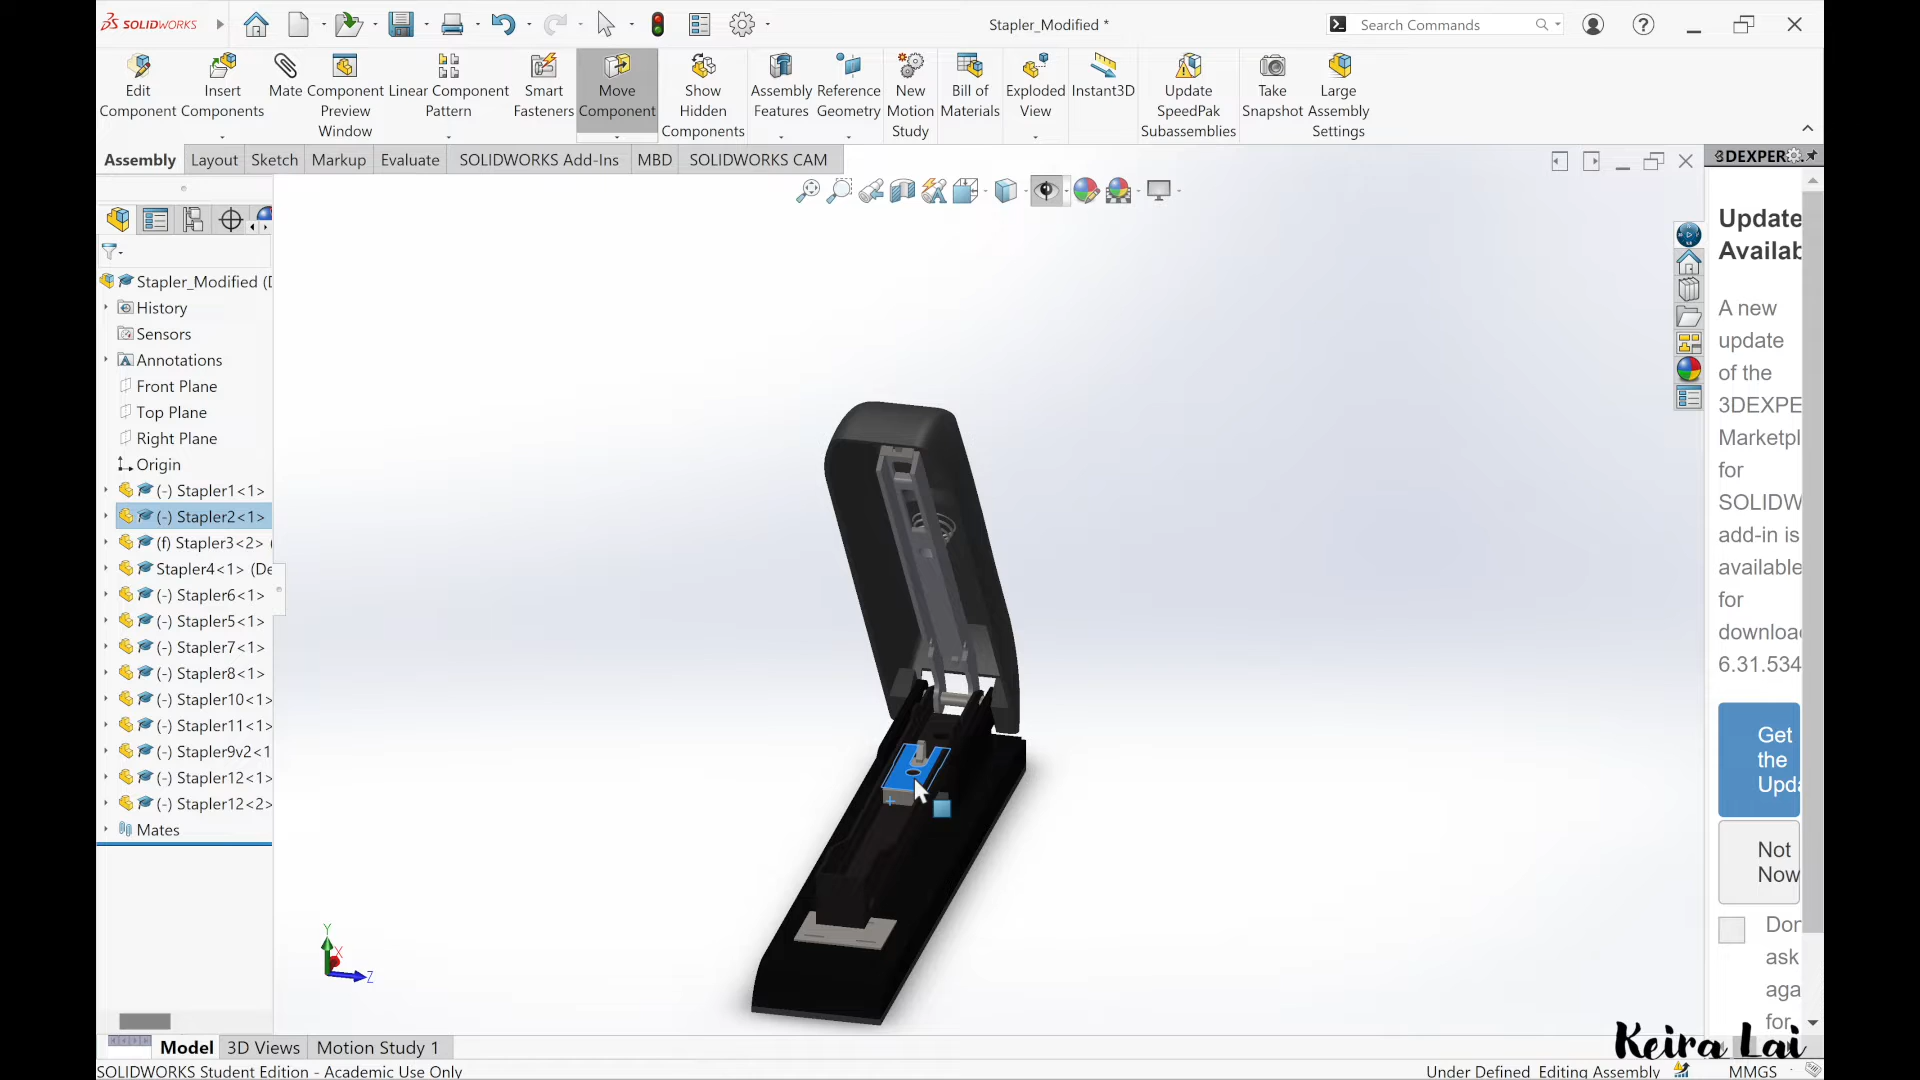 SOLIDWORKS
Stapler_Modified *
Search Commands
Edit Component
Insert Components
Mate
Component Preview Window
Linear Component Pattern
Smart Fasteners
Move Component
Show Hidden Components
Assembly Features
Reference Geometry
New Motion Study
Bill of Materials
Exploded View
Instant3D
Update SpeedPak Subassemblies
Take Snapshot
Large Assembly Settings
Assembly
Layout
Sketch
Markup
Evaluate
SOLIDWORKS Add-Ins
MBD
SOLIDWORKS CAM
3DEXPER
Stapler_Modified (D
History
Sensors
Annotations
Front Plane
Top Plane
Right Plane
Origin
(-) Stapler1<1>
(-) Stapler2<1>
(f) Stapler3<2> (
Stapler4<1> (De
(-) Stapler6<1>
(-) Stapler5<1>
(-) Stapler7<1>
(-) Stapler8<1>
(-) Stapler10<1>
(-) Stapler11<1>
(-) Stapler9v2<1
(-) Stapler12<1>
(-) Stapler12<2>
Mates
Update
Availab
A new
update
of the
3DEXPE
Marketpl
for
SOLIDW
add-in is
available
for
downloa
6.31.534
Get
the
Upda
Not
Now
Don
ask
aga
for
Y
X
Z
Keira Lai
Model
3D Views
Motion Study 1
SOLIDWORKS Student Edition - Academic Use Only
Under Defined
Editing Assembly
MMGS